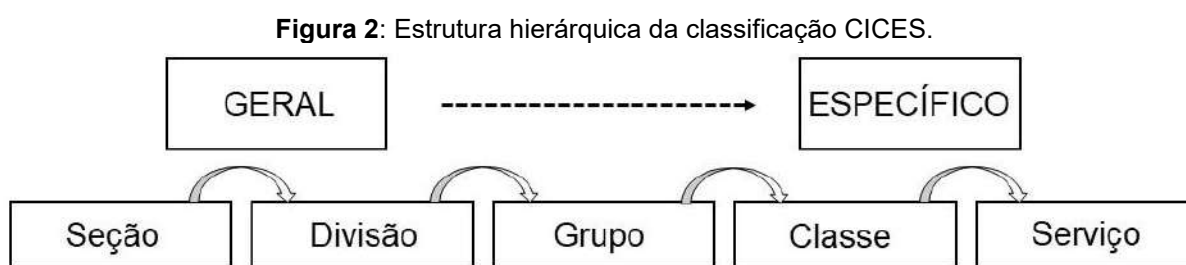 Figura 2: Estrutura hierárquica da classificação CICES.
GERAL ESPECÍFICO
Seção Divisão Grupo Classe Serviço